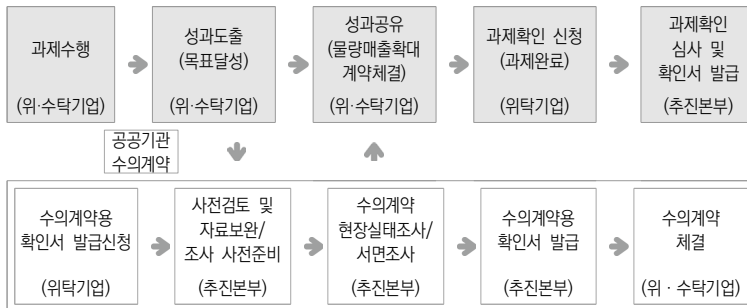 과제수행
(위·수탁기업)
성과도출
(목표달성)
(위·수탁기업)
성과공유
(물량매출확대
계약체결)
(위·수탁기업)
과제확인 신청
(과제완료)
(위탁기업)
과제확인
심사 및
확인서 발급
(추진본부)
공공기관
수의계약
수의계약용
확인서 발급신청
(위탁기업)
사전검토 및
자료보완/
조사 사전준비
(추진본부)
수의계약
현장실태조사/
서면조사
(추진본부)
수의계약용
확인서 발급
(추진본부)
수의계약
체결
(위 · 수탁기업)